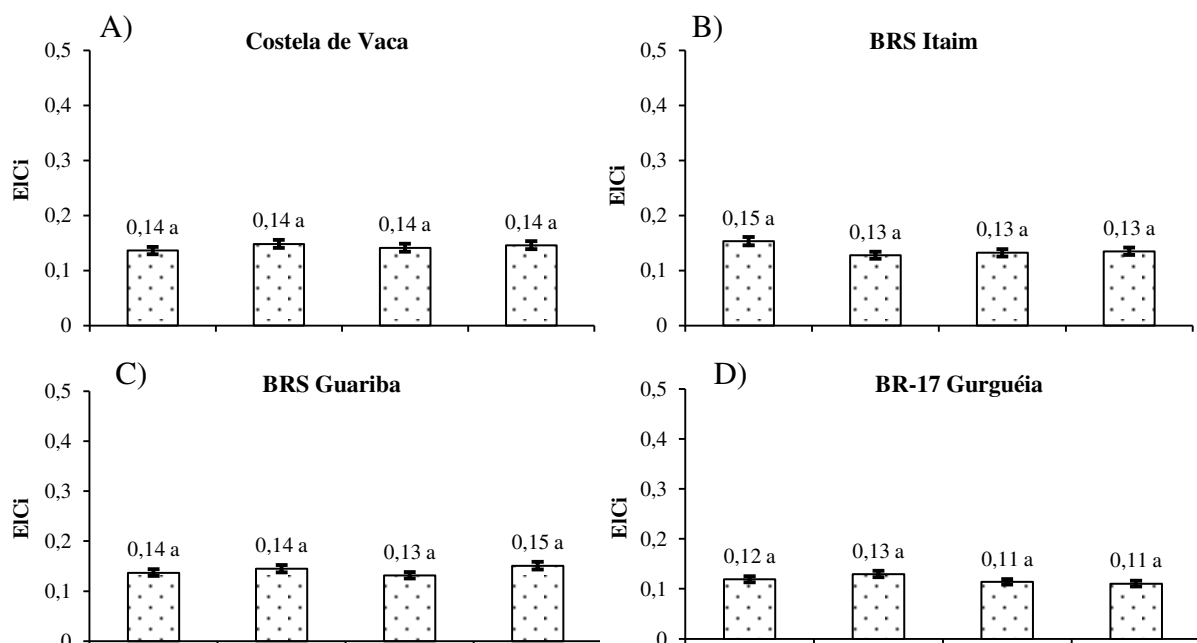 A)
Costela de Vaca
0,5
0,4
0,3
0,2
0,1
0
EICi
0,14 a 0,14 a 0,14 a 0,14 a
B)
BRS Itaim
0,5
0,4
0,3
0,2
0,1
0
EICi
0,15 a 0,13 a 0,13 a 0,13 a
C)
BRS Guariba
0,5
0,4
0,3
0,2
0,1
0
EICi
0,14 a 0,14 a 0,13 a 0,15 a
D)
BR-17 Gurguéia
0,5
0,4
0,3
0,2
0,1
0
EICi
0,12 a 0,13 a 0,11 a 0,11 a